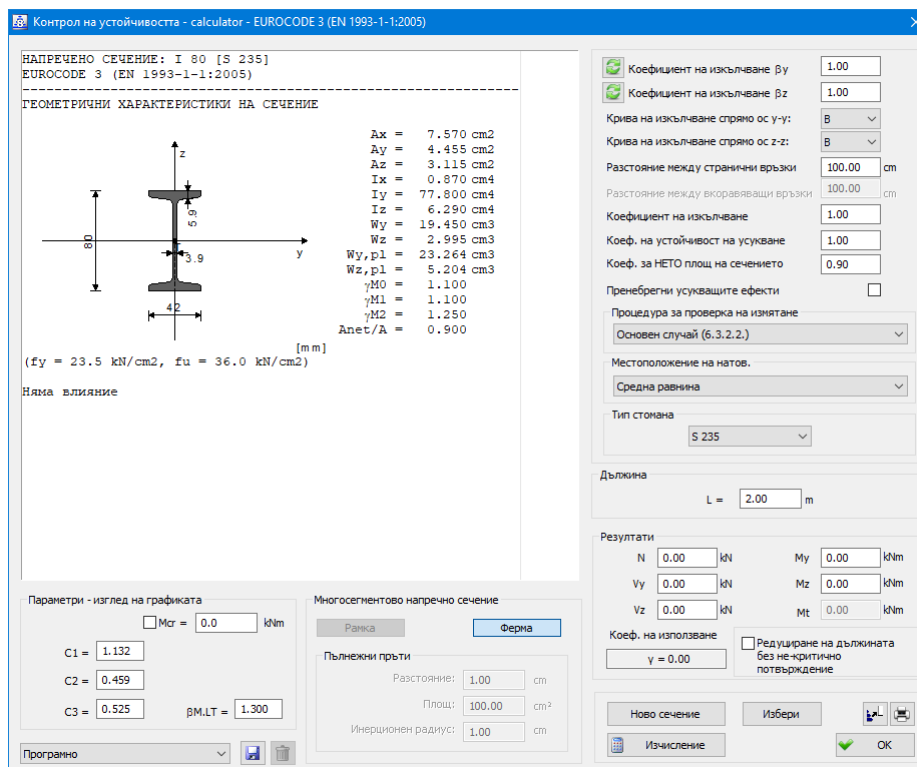 Контрол на устойчивостта - calculator - EUROCODE 3 (EN 1993-1-1:2005)
НАПРЕЧЕНО СЕЧЕНИЕ: I 80 [S 235]
EUROCODE 3 (EN 1993-1-1:2005)
ГЕОМЕТРИЧНИ ХАРАКТЕРИСТИКИ НА СЕЧЕНИЕ
Ax = 7.570 cm2
Ay = 4.455 cm2
Az = 3.115 cm2
Ix = 0.870 cm4
Iy = 77.800 cm4
Iz = 6.290 cm4
Wy = 19.450 cm3
Wz = 2.995 cm3
Wy,pl = 23.264 cm3
Wz,pl = 5.204 cm3
γM0 = 1.100
γM1 = 1.100
γM2 = 1.250
Anet/A = 0.900
z
5.9
80
3.9
y
42
[mm]
(fy = 23.5 kN/cm2, fu = 36.0 kN/cm2)
Няма влияние
Коефициент на изкълчване βy 1.00
Коефициент на изкълчване βz 1.00
Крива на изкълчване спрямо ос y-y: B
Крива на изкълчване спрямо ос z-z: B
Разстояние между странични връзки 100.00 cm
Разстояние между вкоравяващи връзки 100.00 cm
Коефициент на изкълчване 1.00
Коеф. на устойчивост на усукване 1.00
Коеф. за НЕТО площ на сечението 0.90
Пренебрегни усукващите ефекти
Процедура за проверка на измятане
Основен случай (6.3.2.2.)
Местоположение на натов.
Средна равнина
Тип стомана
S 235
Дължина
L = 2.00 m
Резултати
N 0.00 kN My 0.00 kNm
Vy 0.00 kN Mz 0.00 kNm
Vz 0.00 kN Mt 0.00 kNm
Коеф. на използване
γ = 0.00
Редуциране на дължината
без не-критично
потвърждение
Параметри - изглед на графиката
Mcr = 0.0 kNm
C1 = 1.132
C2 = 0.459
C3 = 0.525 βM.LT = 1.300
Програмно
Многосегментово напречно сечение
Рамка Ферма
Пълнежни пръти
Разстояние: 1.00 cm
Площ: 100.00 cm²
Инерционен радиус: 1.00 cm
Ново сечение Избери
Изчисление OK